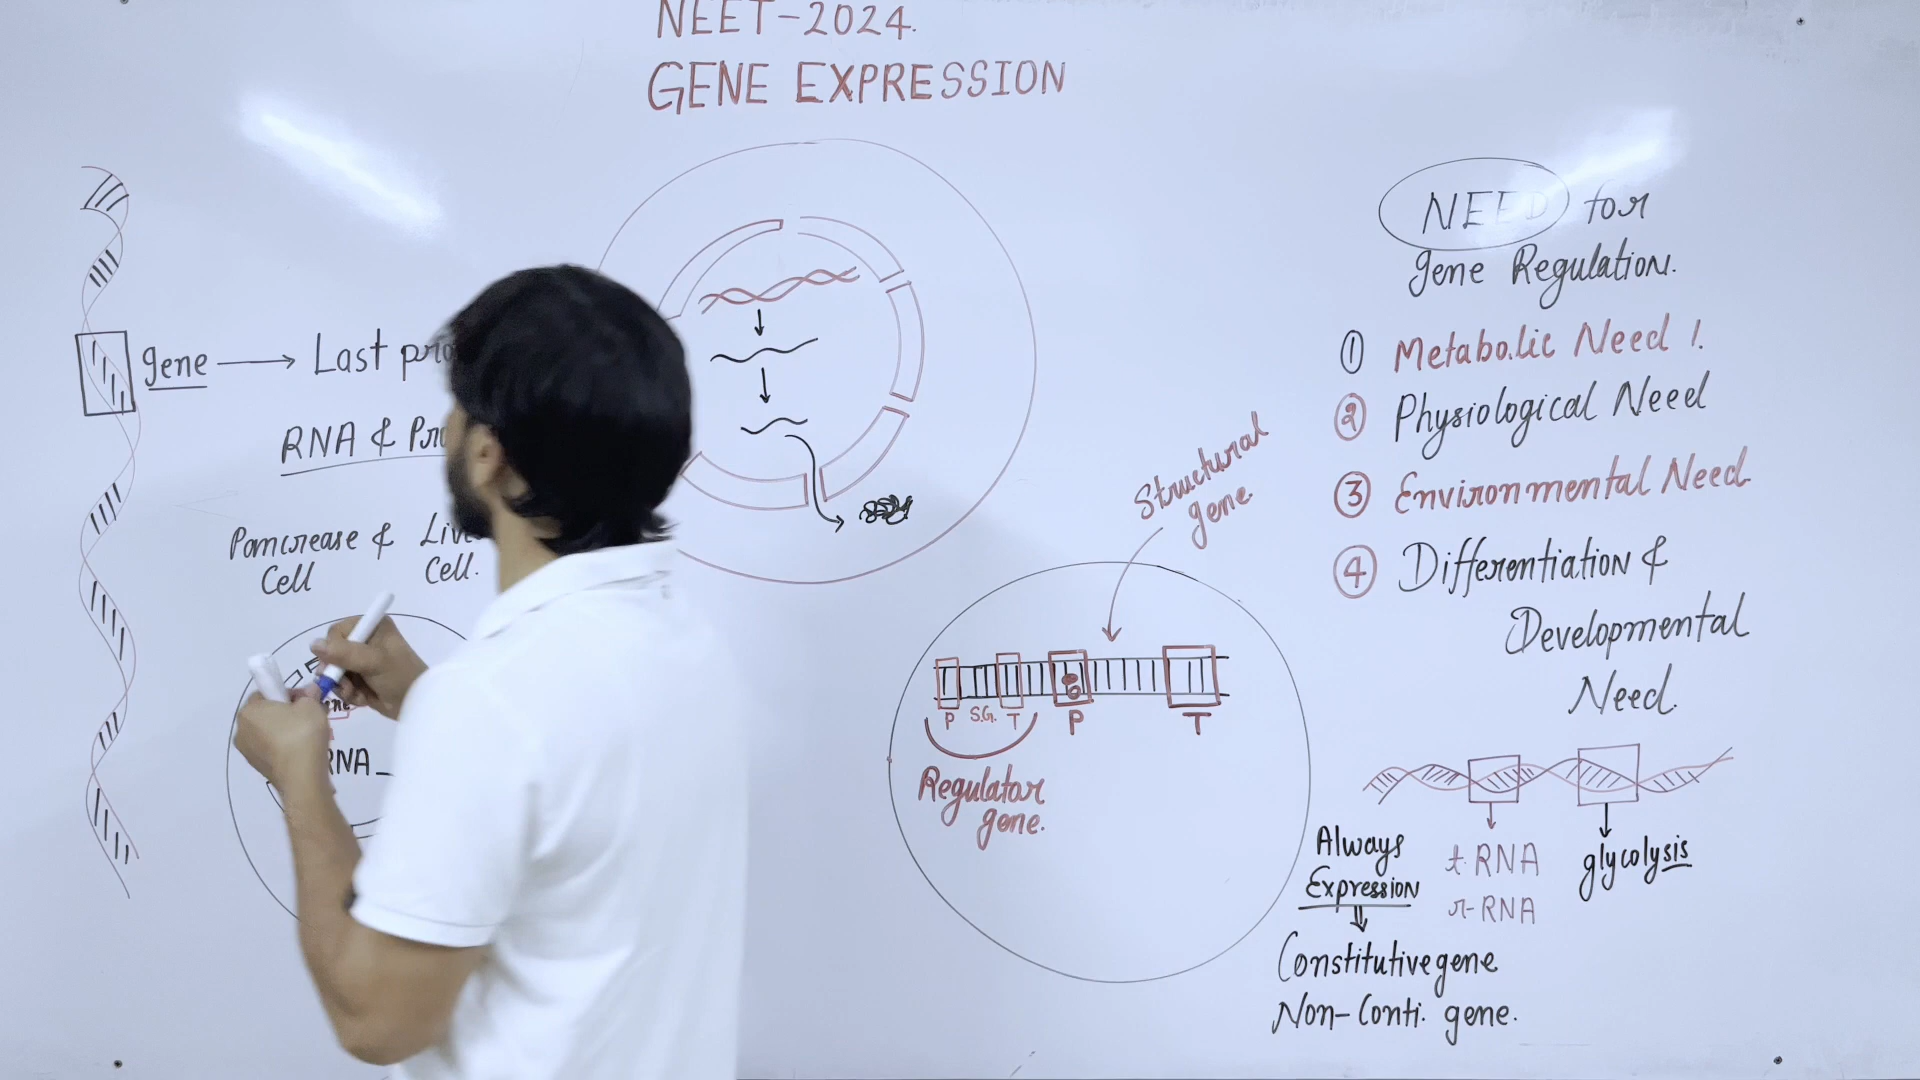 NEET-2024.
GENE EXPRESSION
gene → Last pro
RNA & Pro
Pancrease & Live
Cell Cell.
RNA
Structural
gene.
P S.G. T P T
Regulator
gene.
NEED for
gene Regulation.
① Metabolic Need 1.
② Physiological Need
③ Environmental Need
④ Differentiation &
Developmental
Need.
Always
Expression
t.RNA
r-RNA
glycolysis
Constitutive gene
Non-Conti. gene.